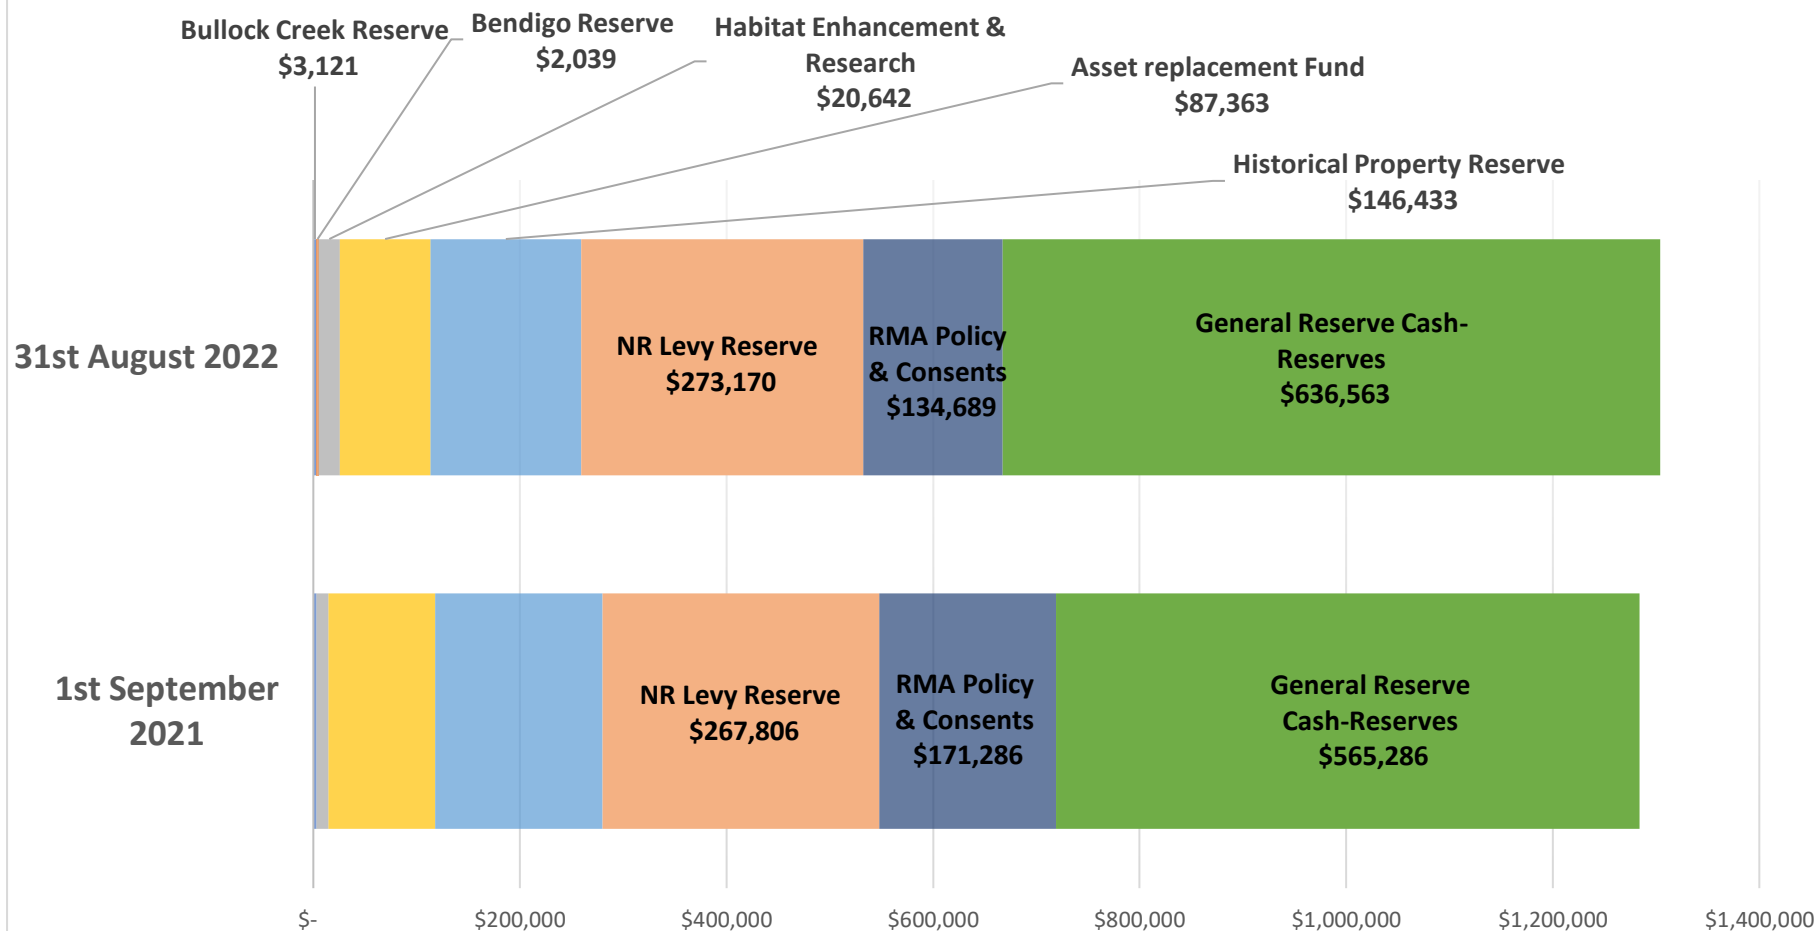 Bullock Creek Reserve
$3,121
Bendigo Reserve
$2,039
Habitat Enhancement &
Research
$20,642
Asset replacement Fund
$87,363
Historical Property Reserve
$146,433
31st August 2022
NR Levy Reserve
$273,170
RMA Policy
& Consents
$134,689
General Reserve Cash-
Reserves
$636,563
1st September
2021
NR Levy Reserve
$267,806
RMA Policy
& Consents
$171,286
General Reserve
Cash-Reserves
$565,286
$-
$200,000
$400,000
$600,000
$800,000
$1,000,000
$1,200,000
$1,400,000